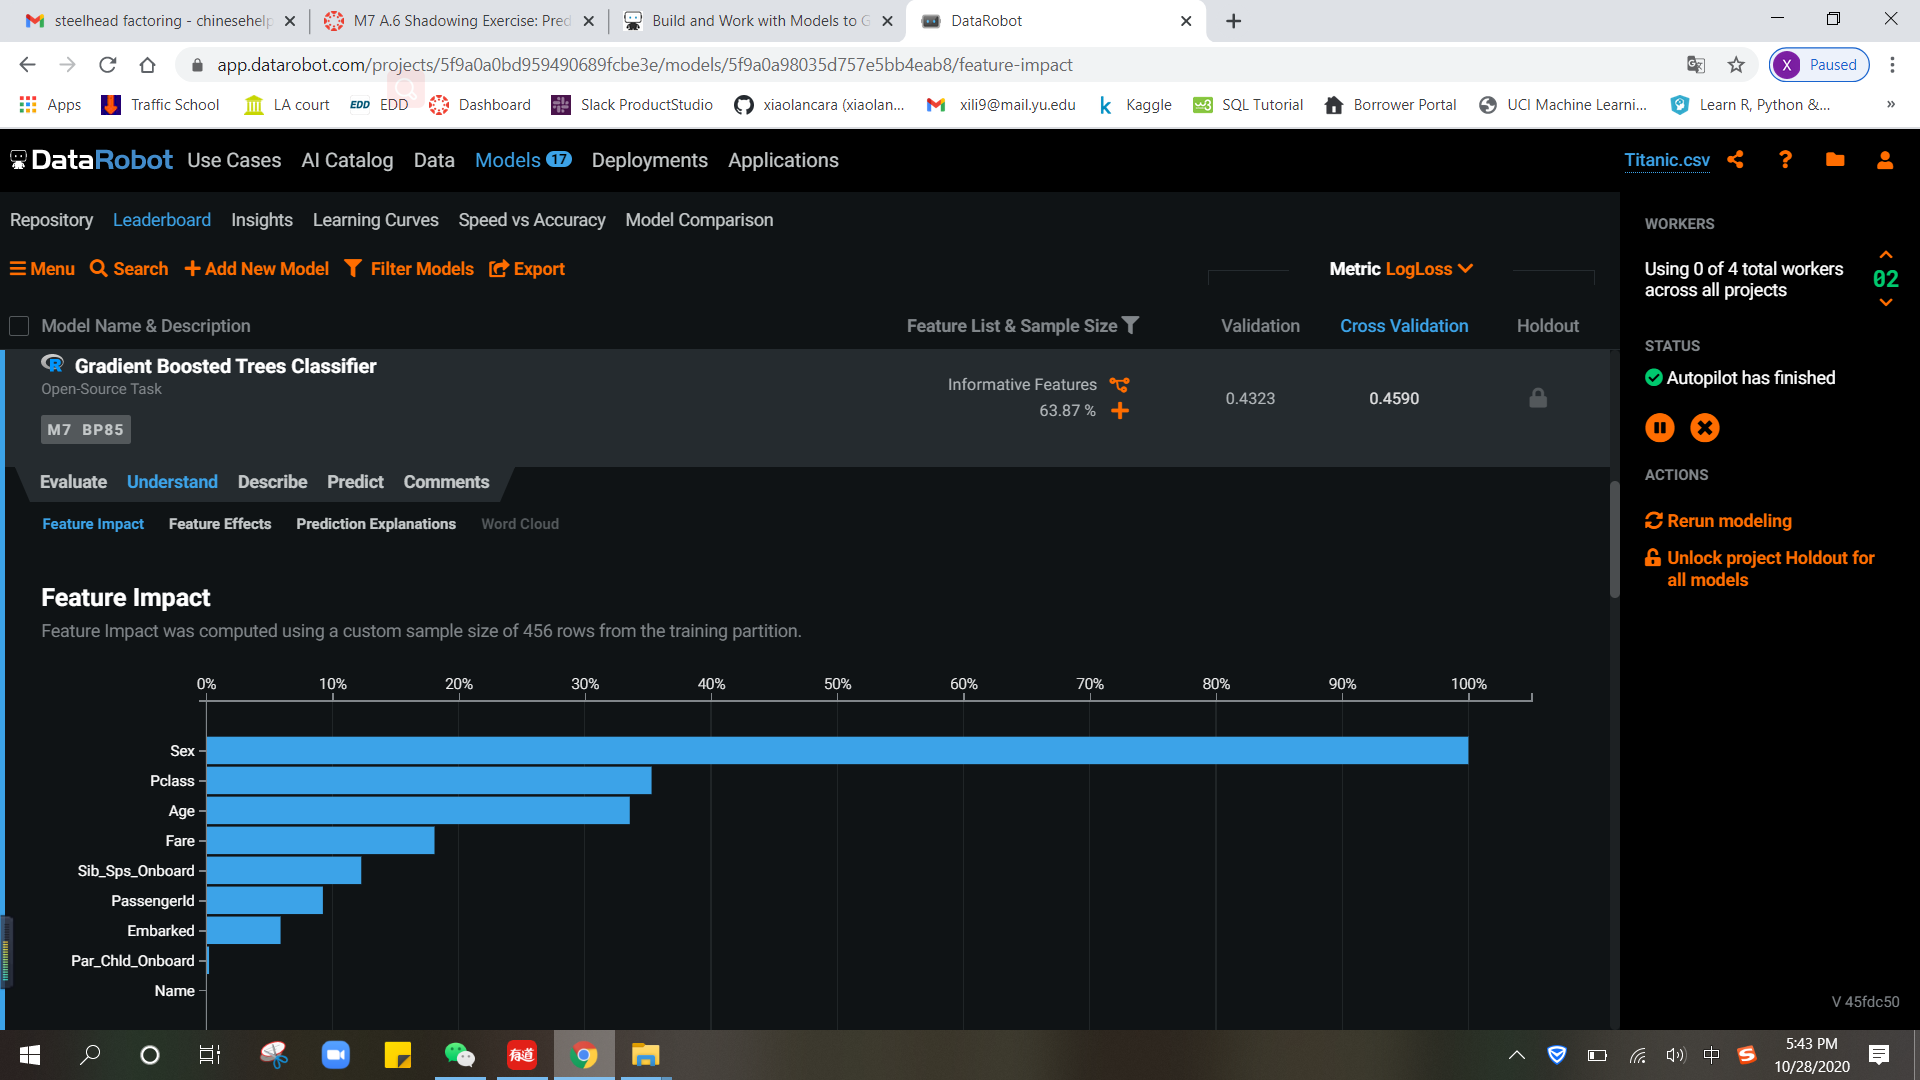 steelhead factoring - chinesehelp
M7 A.6 Shadowing Exercise: Pred
Build and Work with Models to G
DataRobot
app.datarobot.com/projects/5f9a0a0bd959490689fcbe3e/models/5f9a0a98035d757e5bb4eab8/feature-impact
X Paused
Apps
Traffic School
LA court
EDD EDD
Dashboard
Slack ProductStudio
xiaolancara (xiaolan...
xili9@mail.yu.edu
k Kaggle
w3 SQL Tutorial
Borrower Portal
UCI Machine Learni...
Learn R, Python &...
»
DataRobot Use Cases AI Catalog Data Models 17 Deployments Applications
Titanic.csv ?
Repository Leaderboard Insights Learning Curves Speed vs Accuracy Model Comparison
Menu Search Add New Model Filter Models Export
Metric LogLoss
Model Name & Description Feature List & Sample Size Validation Cross Validation Holdout
R Gradient Boosted Trees Classifier
Open-Source Task
M7 BP85
Informative Features
63.87 %
0.4323
0.4590
Evaluate Understand Describe Predict Comments
Feature Impact Feature Effects Prediction Explanations Word Cloud
Feature Impact
Feature Impact was computed using a custom sample size of 456 rows from the training partition.
0% 10% 20% 30% 40% 50% 60% 70% 80% 90% 100%
Sex
Pclass
Age
Fare
Sib_Sps_Onboard
PassengerId
Embarked
Par_Chld_Onboard
Name
WORKERS
Using 0 of 4 total workers
across all projects
02
STATUS
Autopilot has finished
ACTIONS
Rerun modeling
Unlock project Holdout for
all models
V 45fdc50
有道
中
S
5:43 PM
10/28/2020